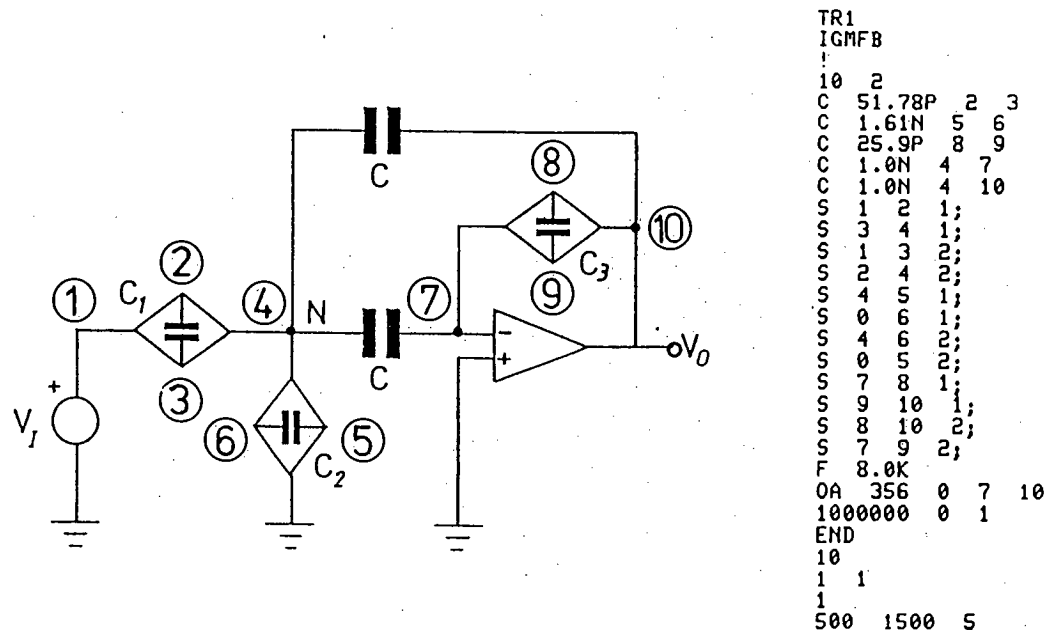 C
⑧
⑩
C₃
②
①
C₁
④
N
⑦
⑨
-
+
C
V₀
③
+
V_I
⑥
⑤
C₂
TR1
IGMFB
!
10 2
C 51.78P 2 3
C 1.61N 5 6
C 25.9P 8 9
C 1.0N 4 7
C 1.0N 4 10
S 1 2 1;
S 3 4 1;
S 1 3 2;
S 2 4 2;
S 4 5 1;
S 0 6 1;
S 4 6 2;
S 0 5 2;
S 7 8 1;
S 9 10 1;
S 8 10 2;
S 7 9 2;
F 8.0K
OA 356 0 7 10
1000000 0 1
END
10
1 1
1
500 1500 5